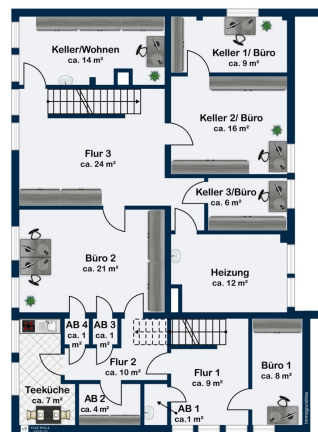 Keller/Wohnen
ca. 14 m²
Keller 1/ Büro
ca. 9 m²
Keller 2/ Büro
ca. 16 m²
Flur 3
ca. 24 m²
Keller 3/Büro
ca. 6 m²
Büro 2
ca. 21 m²
Heizung
ca. 12 m²
AB 4
ca. 1
m²
AB 3
ca. 1
m²
Flur 2
ca. 10 m²
Flur 1
ca. 9 m²
Büro 1
ca. 8 m²
Teeküche
ca. 7 m²
AB 2
ca. 4 m²
AB 1
ca. 1 m²